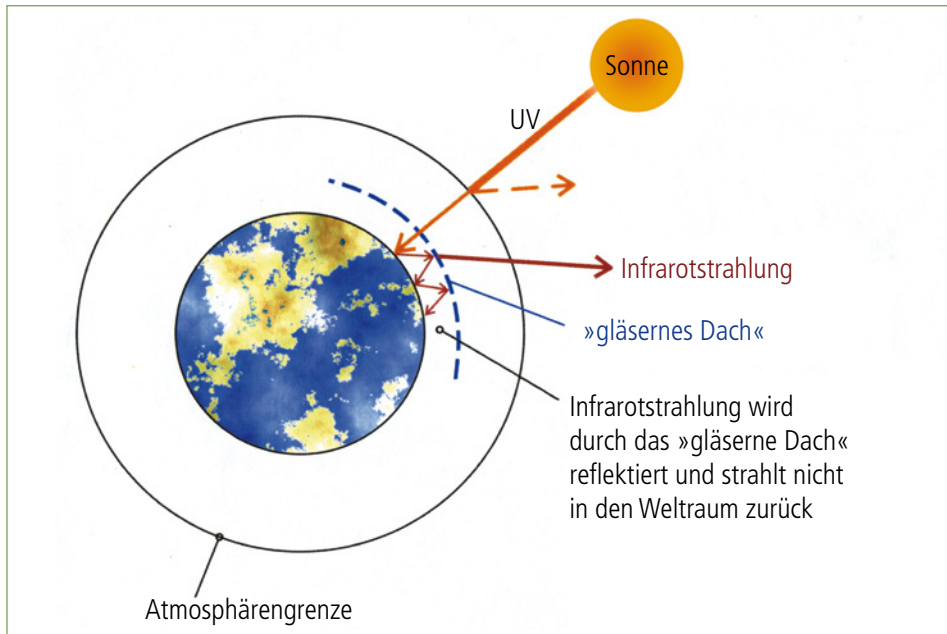 Sonne
UV
Infrarotstrahlung
»gläsernes Dach«
Infrarotstrahlung wird
durch das »gläserne Dach«
reflektiert und strahlt nicht
in den Weltraum zurück
Atmosphärengrenze